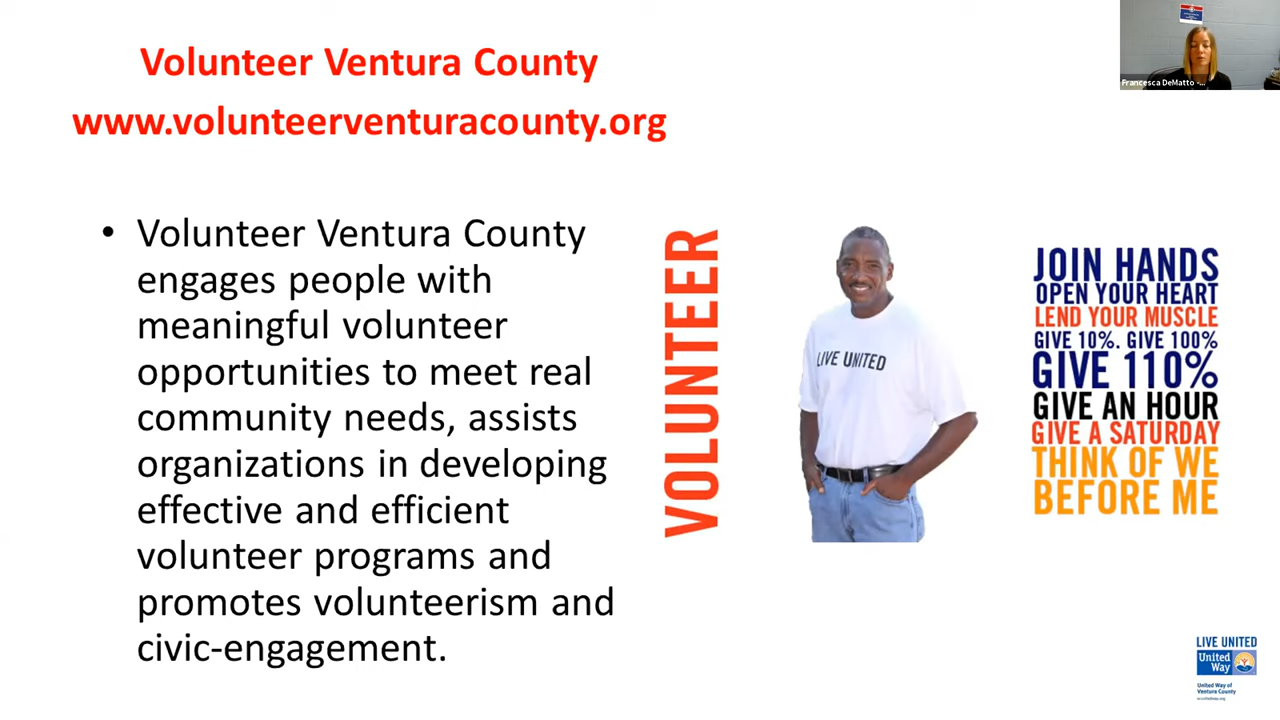 Volunteer Ventura County
www.volunteerventuracounty.org
• Volunteer Ventura County
engages people with
meaningful volunteer
opportunities to meet real
community needs, assists
organizations in developing
effective and efficient
volunteer programs and
promotes volunteerism and
civic-engagement.
VOLUNTEER
LIVE UNITED
JOIN HANDS
OPEN YOUR HEART
LEND YOUR MUSCLE
GIVE 10%. GIVE 100%
GIVE 110%
GIVE AN HOUR
GIVE A SATURDAY
THINK OF WE
BEFORE ME
Francesca DeMatto -...
LIVE UNITED
United
Way
United Way of
Ventura County